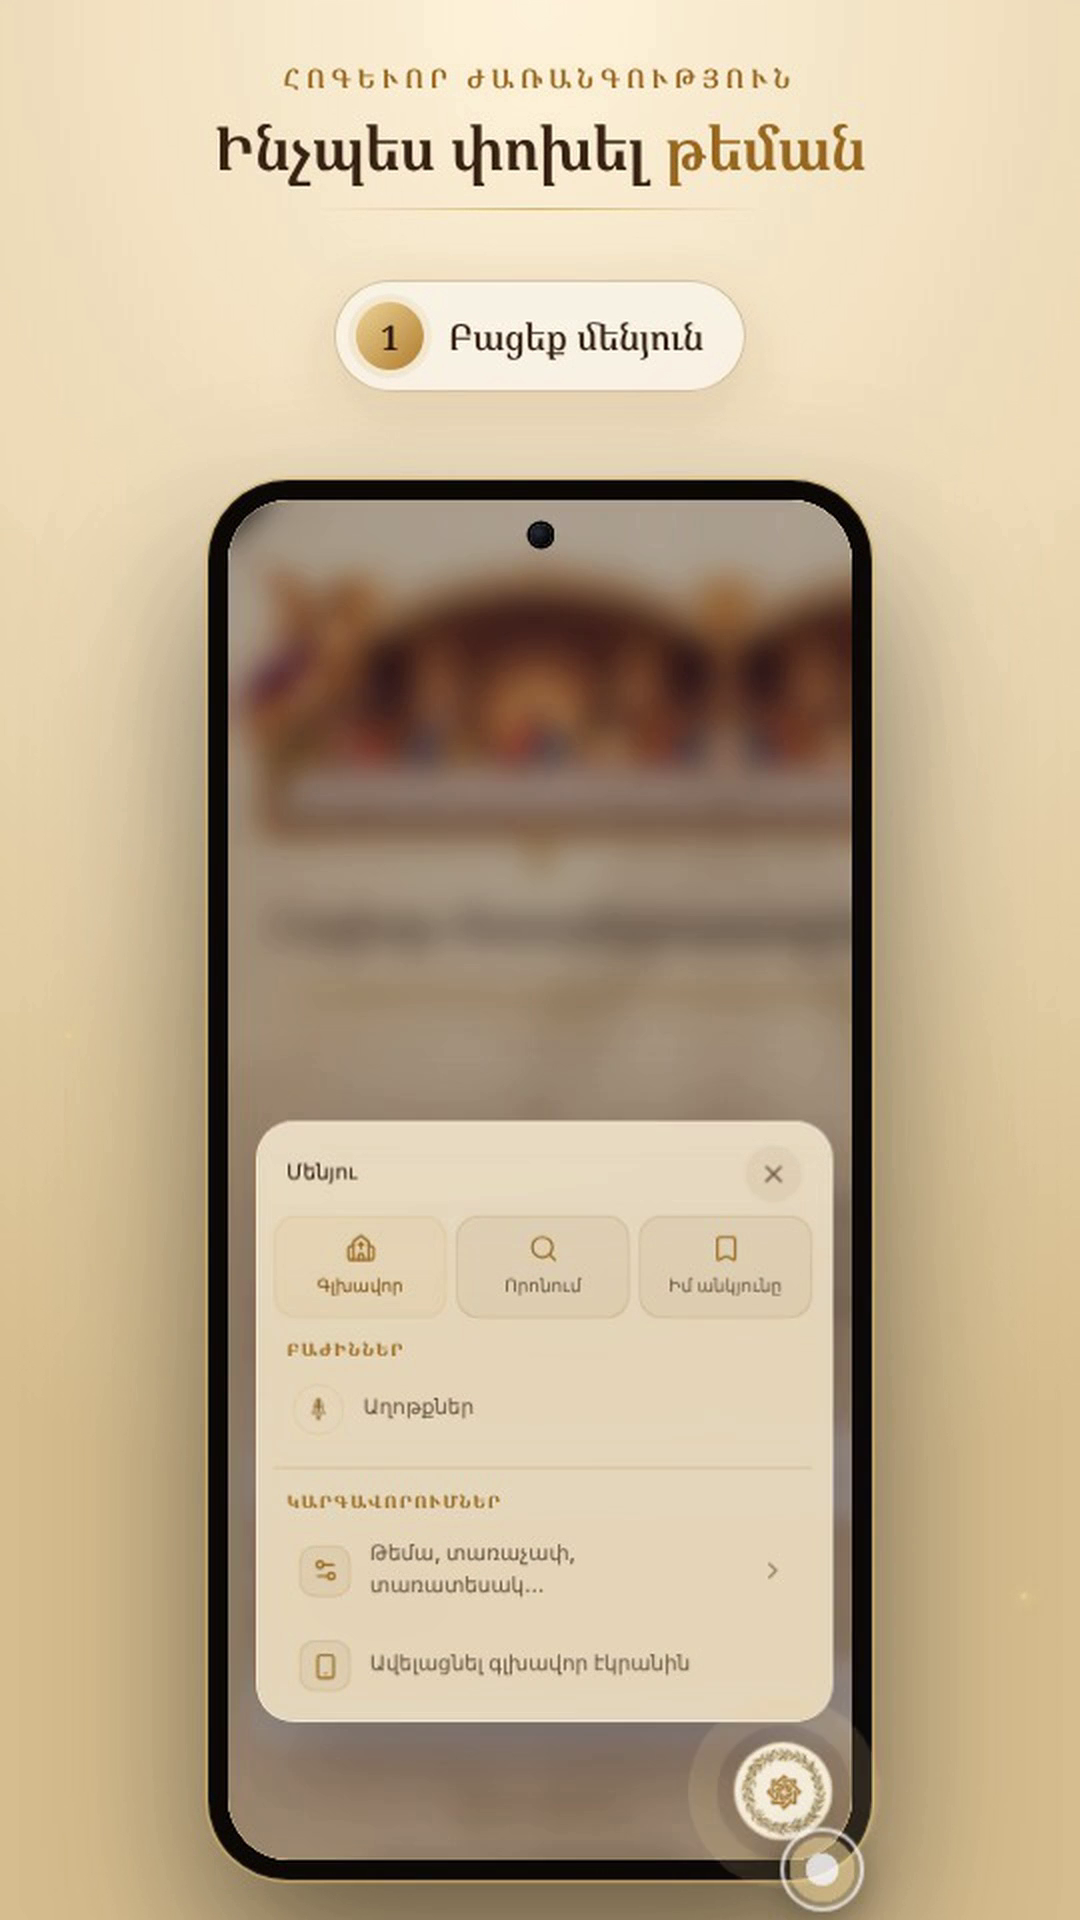 ՀՈԳԵՒՈՐ ԺԱՌԱՆԳՈՒԹՅՈՒՆ
Ինչպես փոխել թեման
1 Բացեք մենյուն
Մենյու
Գլխավոր
Որոնում
Իմ անկյունը
ԲԱԺԻՆՆԵՐ
Աղոթքներ
ԿԱՐԳԱՎՈՐՈՒՄՆԵՐ
Թեմա, տառաչափ,
տառատեսակ...
Ավելացնել գլխավոր էկրանին